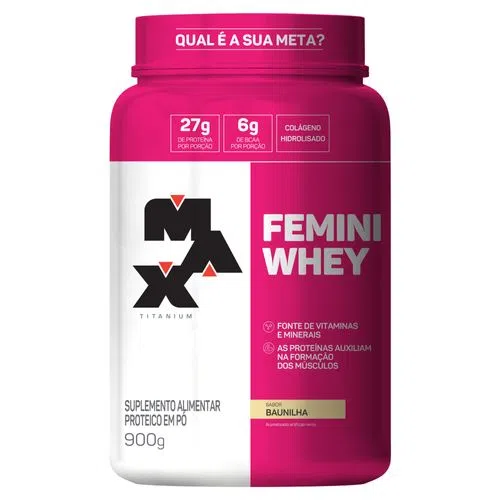 QUAL É A SUA META?
27g
DE PROTEÍNA
POR PORÇÃO
6g
DE BCAA
POR PORÇÃO
COLÁGENO
HIDROLISADO
MAX
TITANIUM
FEMINI
WHEY
FONTE DE VITAMINAS
E MINERAIS
AS PROTEÍNAS AUXILIAM
NA FORMAÇÃO
DOS MÚSCULOS
SABOR
BAUNILHA
Aromatizado artificialmente
SUPLEMENTO ALIMENTAR
PROTEICO EM PÓ
900g